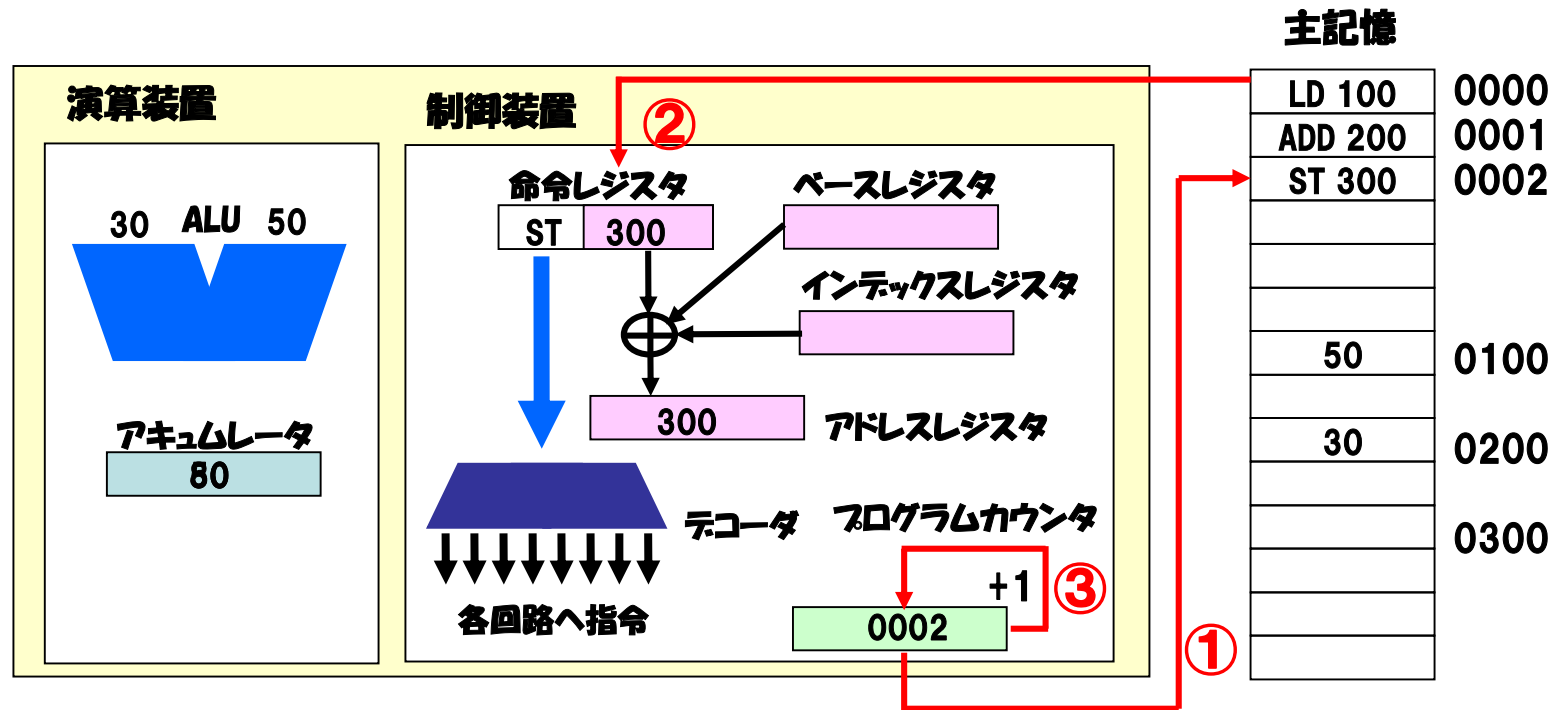 主記憶
演算装置
制御装置
②
LD 100 0000
ADD 200 0001
ST 300 0002
命令レジスタ
ベースレジスタ
30 ALU 50
ST 300
インデックスレジスタ
50 0100
300 アドレスレジスタ
アキュムレータ
80
30 0200
デコーダ
プログラムカウンタ
0300
+1 ③
各回路へ指令
0002
①